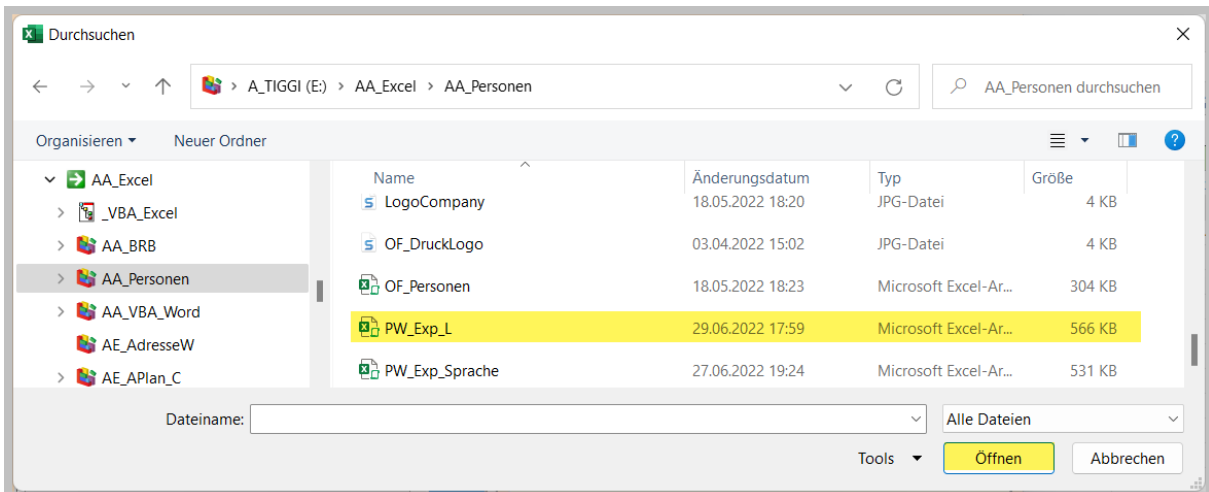 Durchsuchen
A_TIGGI (E:) > AA_Excel > AA_Personen
AA_Personen durchsuchen
Organisieren
Neuer Ordner
AA_Excel
_VBA_Excel
AA_BRB
AA_Personen
AA_VBA_Word
AE_AdresseW
AE_APlan_C
Name Änderungsdatum Typ Größe
LogoCompany 18.05.2022 18:20 JPG-Datei 4 KB
OF_DruckLogo 03.04.2022 15:02 JPG-Datei 4 KB
OF_Personen 18.05.2022 18:23 Microsoft Excel-Ar... 304 KB
PW_Exp_L 29.06.2022 17:59 Microsoft Excel-Ar... 566 KB
PW_Exp_Sprache 27.06.2022 19:24 Microsoft Excel-Ar... 531 KB
Dateiname:
Alle Dateien
Tools
Öffnen
Abbrechen